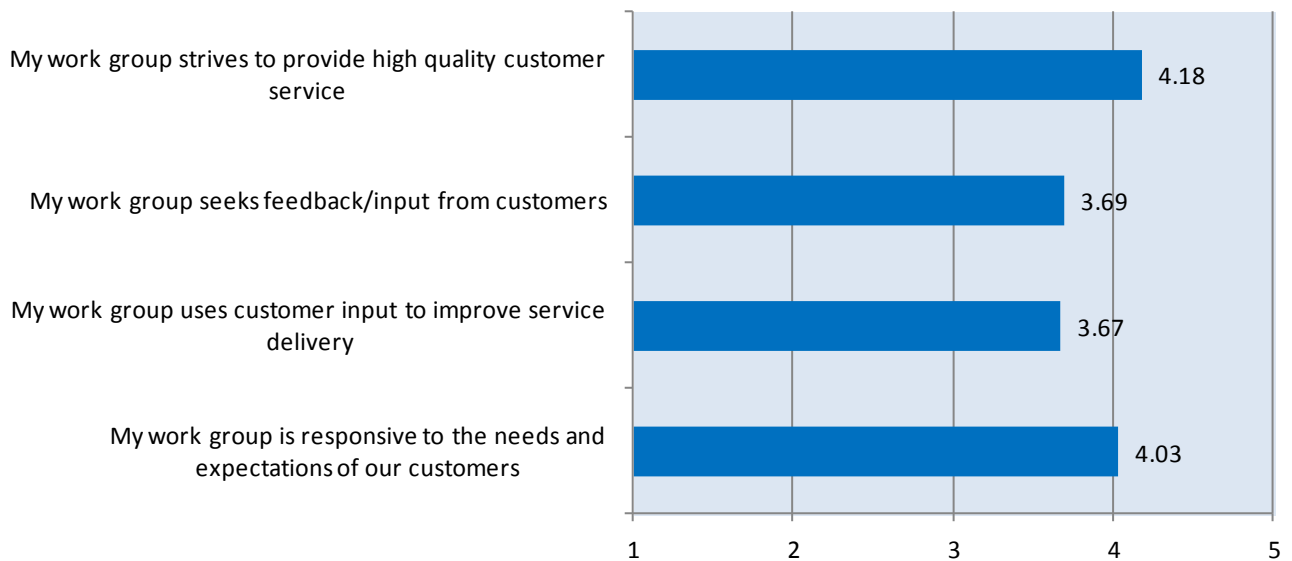 My work group strives to provide high quality customer
service
4.18
My work group seeks feedback/input from customers
3.69
My work group uses customer input to improve service
delivery
3.67
My work group is responsive to the needs and
expectations of our customers
4.03
1 2 3 4 5